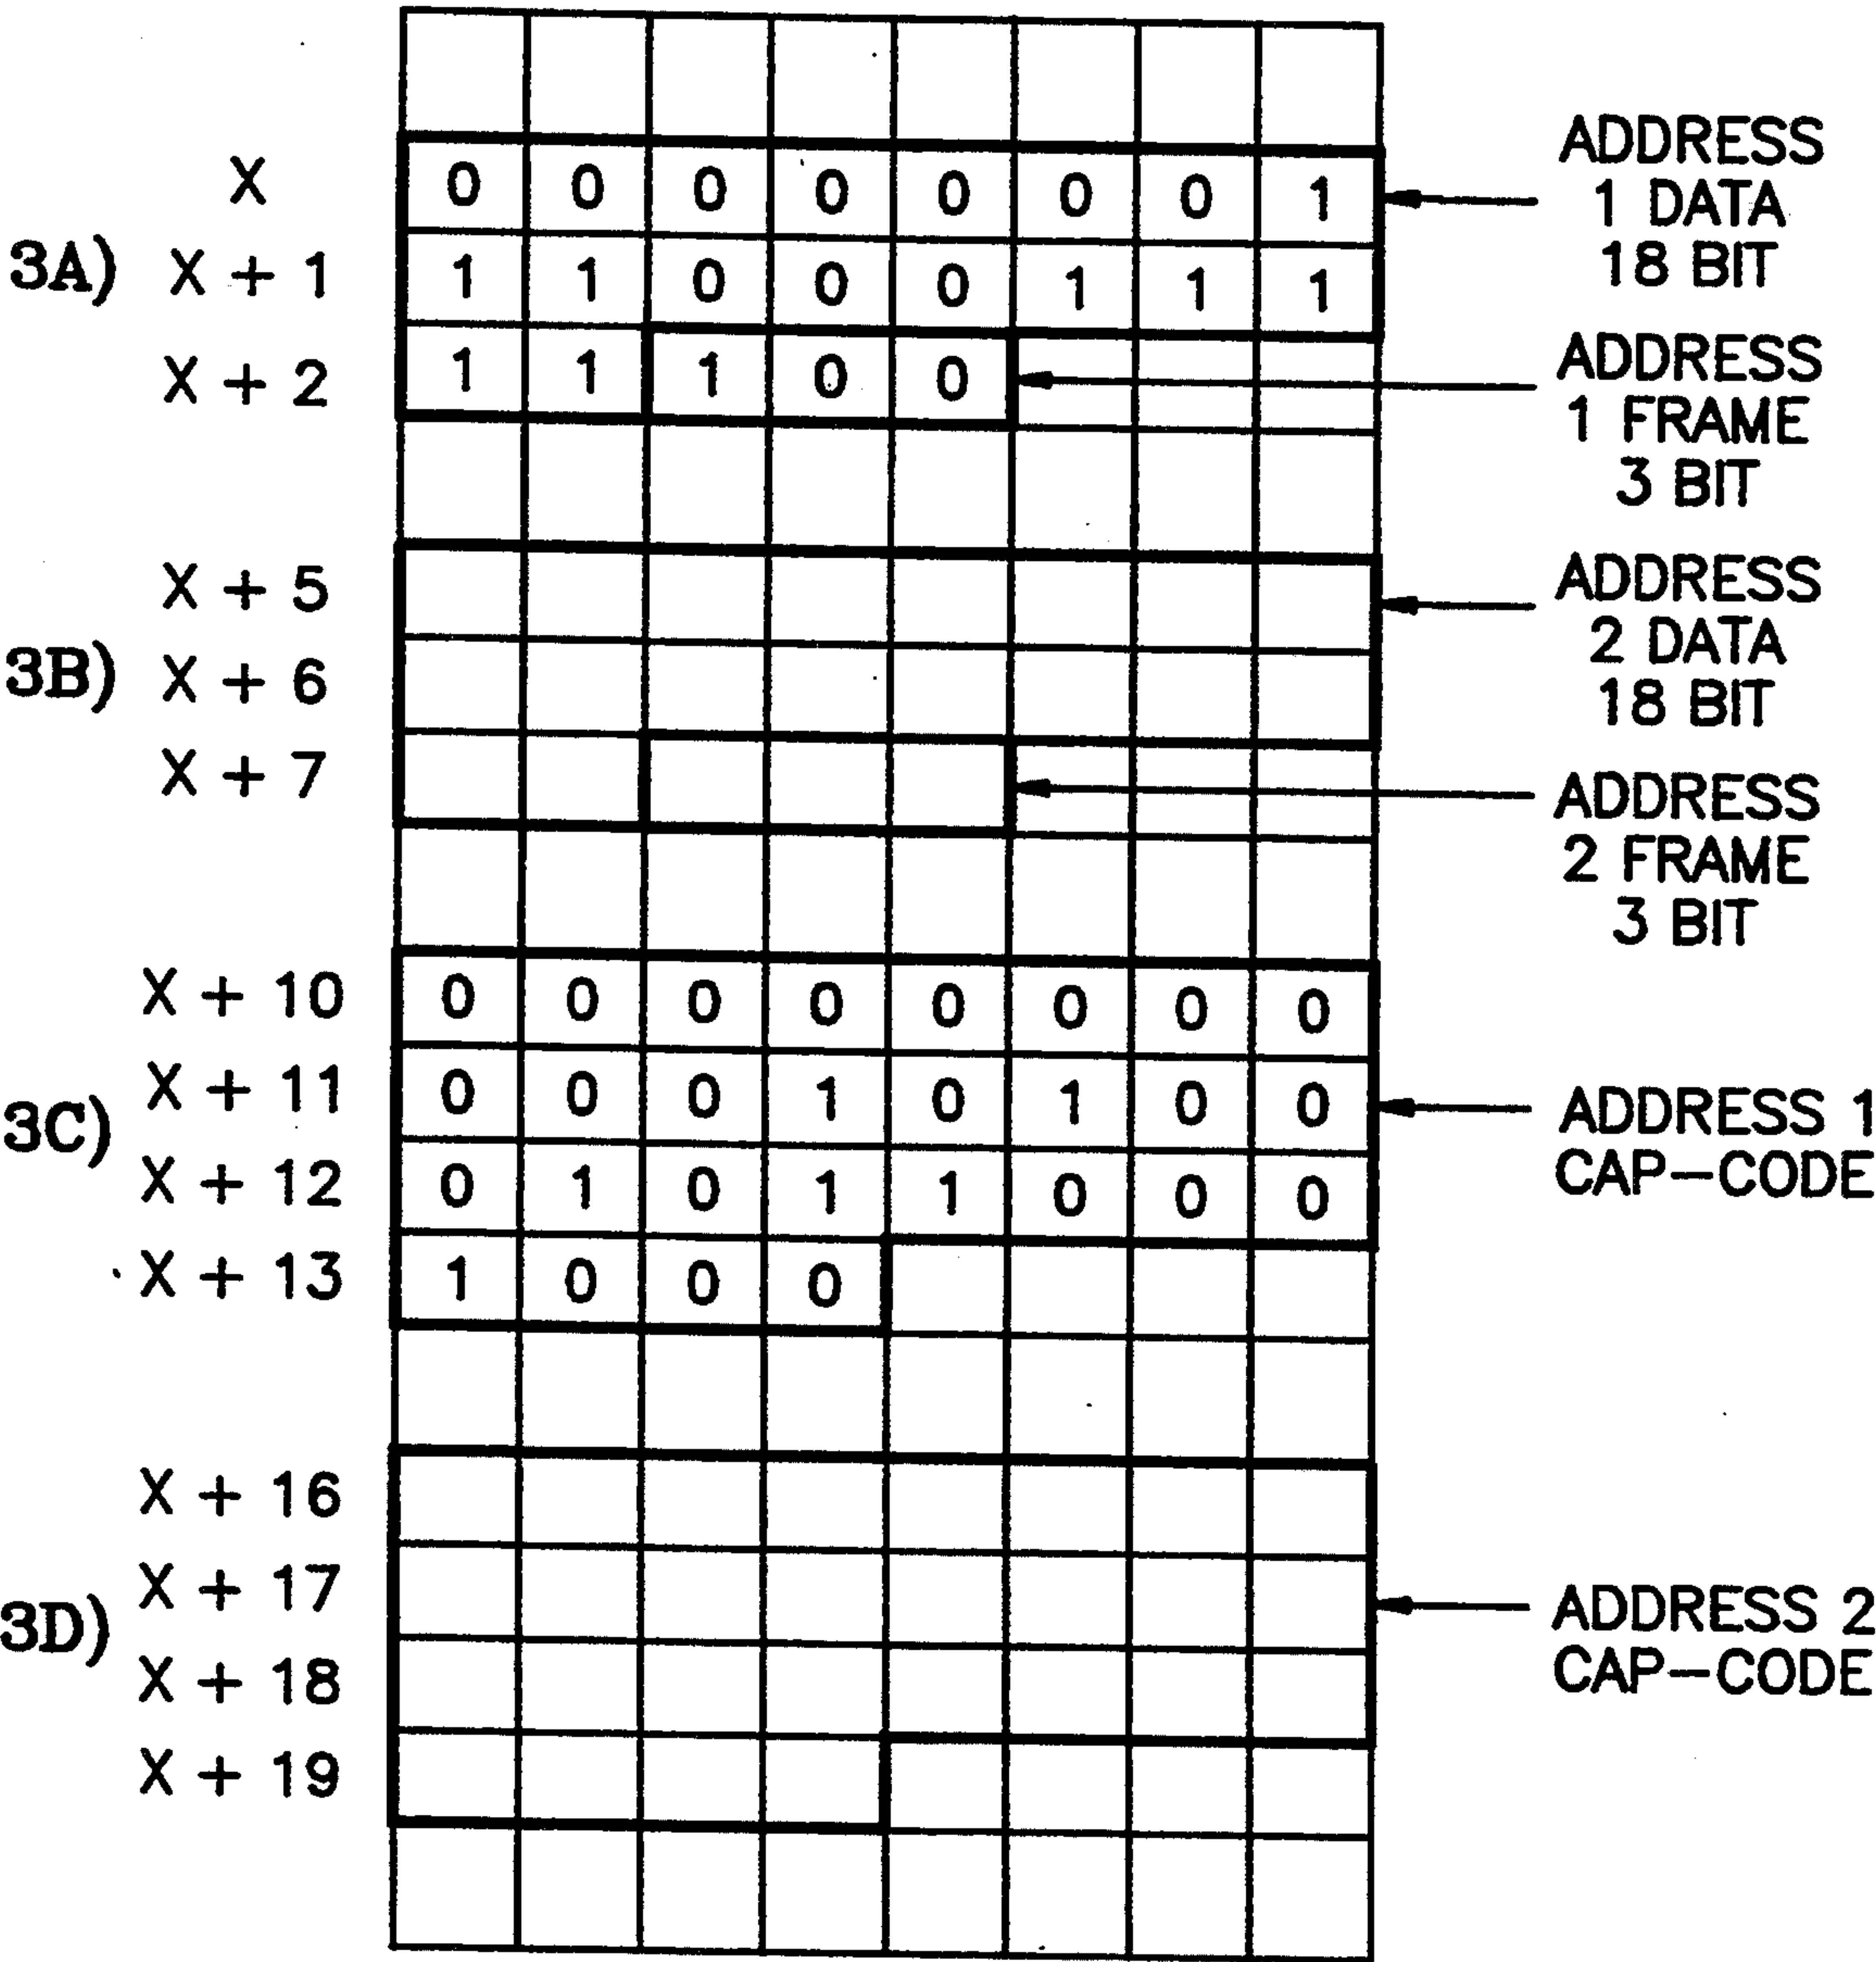 X 0 0 0 0 0 0 0 1
3A) X + 1 1 1 0 0 0 1 1 1
X + 2 1 1 1 0 0
ADDRESS
1 DATA
18 BIT
ADDRESS
1 FRAME
3 BIT
X + 5
3B) X + 6
X + 7
ADDRESS
2 DATA
18 BIT
ADDRESS
2 FRAME
3 BIT
X + 10 0 0 0 0 0 0 0 0
X + 11 0 0 0 1 0 1 0 0
3C)
X + 12 0 1 0 1 1 0 0 0
X + 13 1 0 0 0
ADDRESS 1
CAP-CODE
X + 16
X + 17
3D)
X + 18
X + 19
ADDRESS 2
CAP-CODE